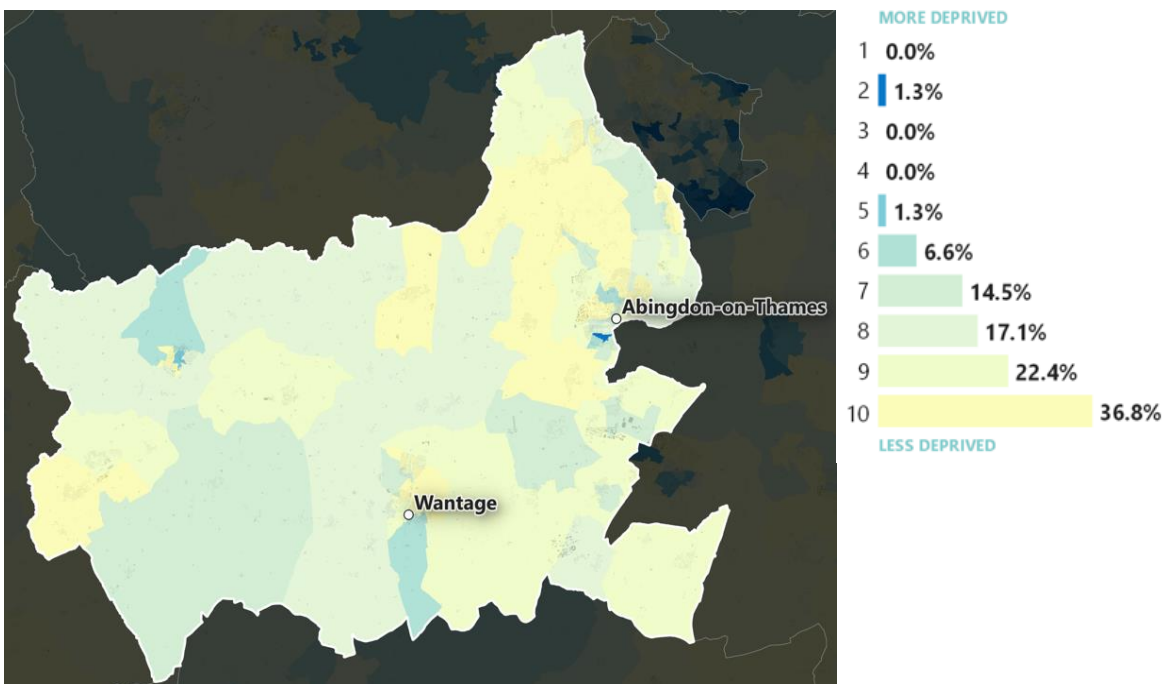 MORE DEPRIVED
1 0.0%
2 1.3%
3 0.0%
4 0.0%
5 1.3%
6 6.6%
7 14.5%
8 17.1%
9 22.4%
10 36.8%
LESS DEPRIVED
Abingdon-on-Thames
Wantage